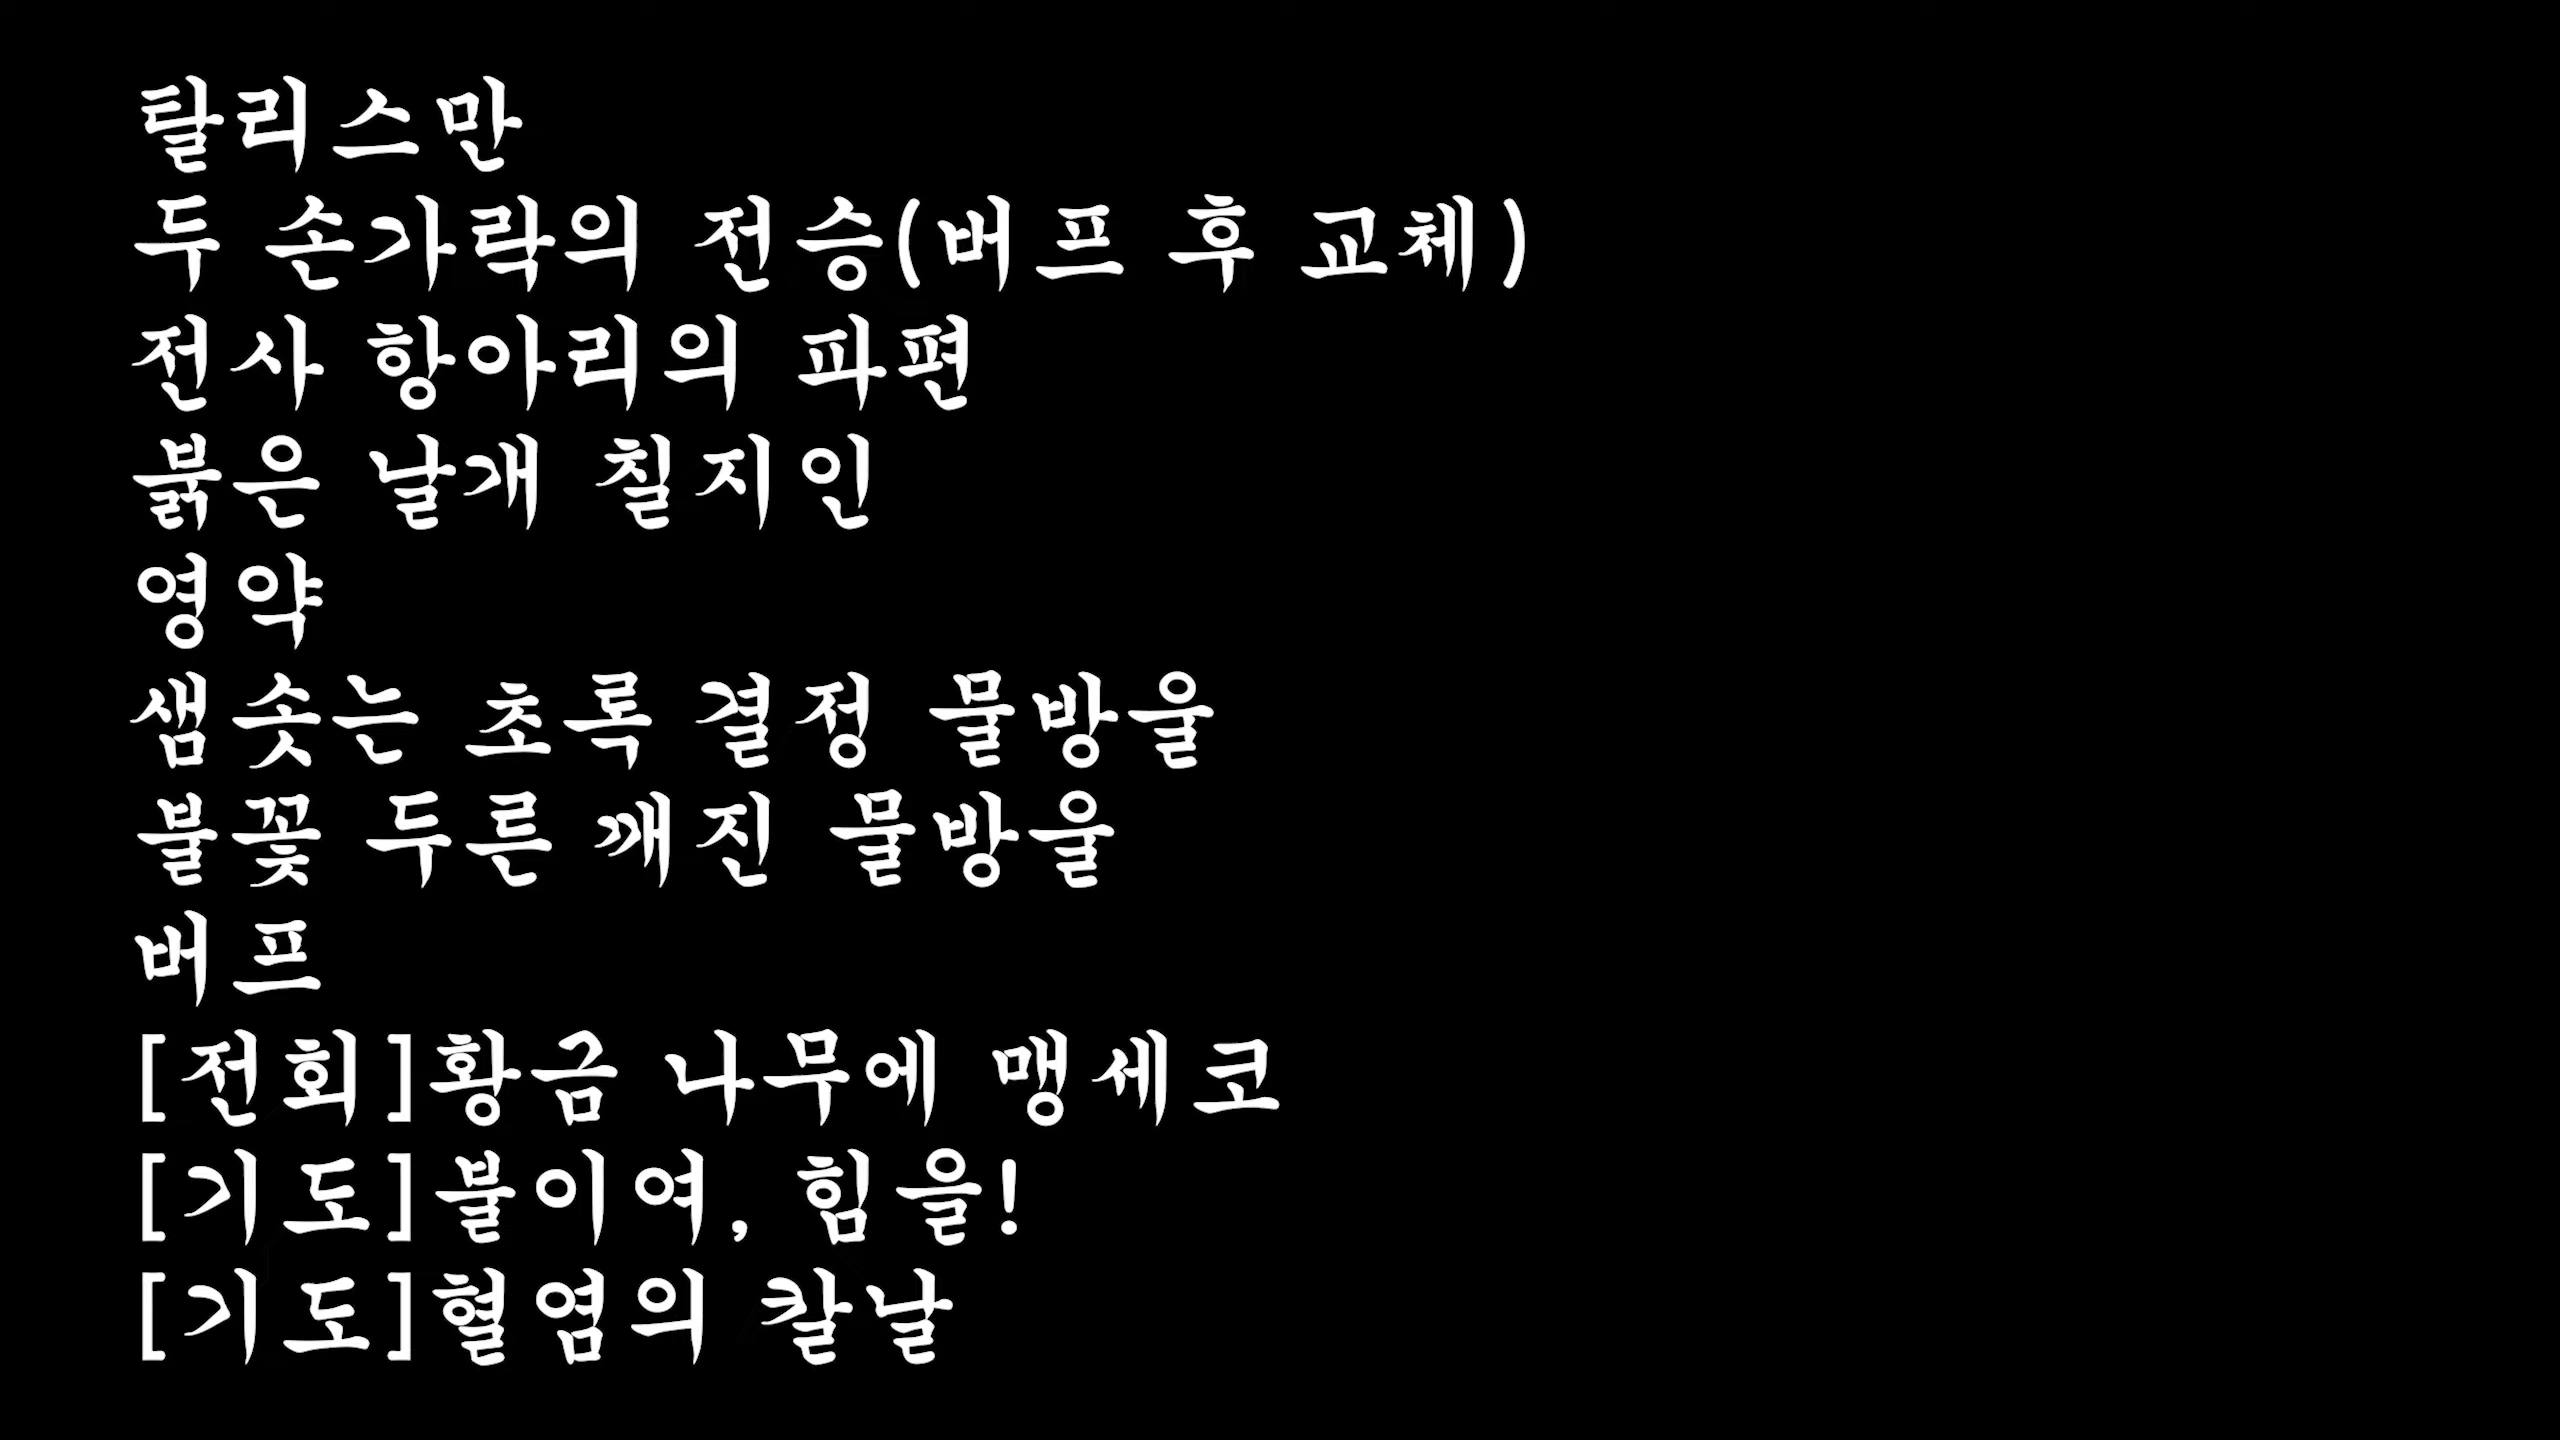 탈리스만
두 손가락의 전승(버프 후 교체)
전사 항아리의 파편
붉은 날개 칠지인
영약
샘솟는 초록 결정 물방울
불꽃 두른 깨진 물방울
버프
[전회]황금 나무에 맹세코
[기도]불이여, 힘을!
[기도]혈염의 칼날